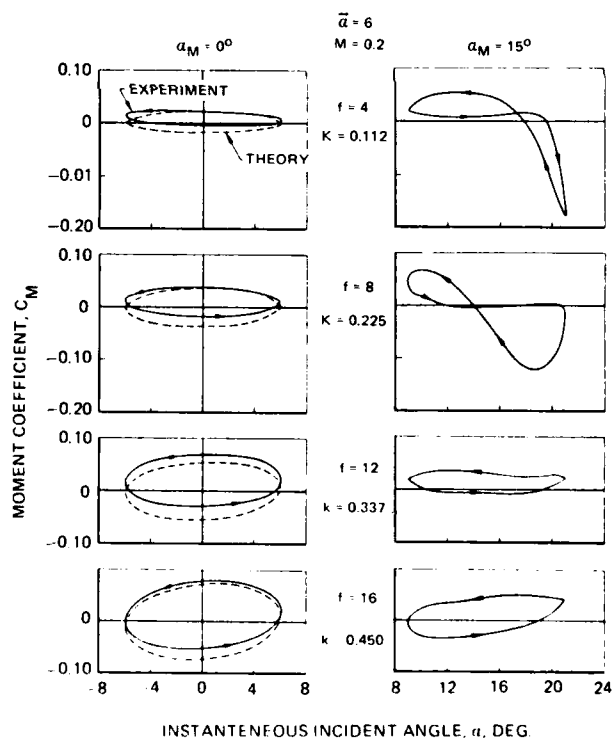 ᾱ = 6
α_M = 0°
M = 0.2
α_M = 15°
0.10
EXPERIMENT
0
THEORY
-0.01
-0.20
f = 4
K = 0.112
0.10
0
-0.10
-0.20
f = 8
K = 0.225
0.10
0
-0.10
f = 12
k = 0.337
0.10
0
-0.10
f = 16
k 0.450
-8
-4
0
4
8
8
12
16
20
24
MOMENT COEFFICIENT, C_M
INSTANTENEOUS INCIDENT ANGLE, α, DEG.